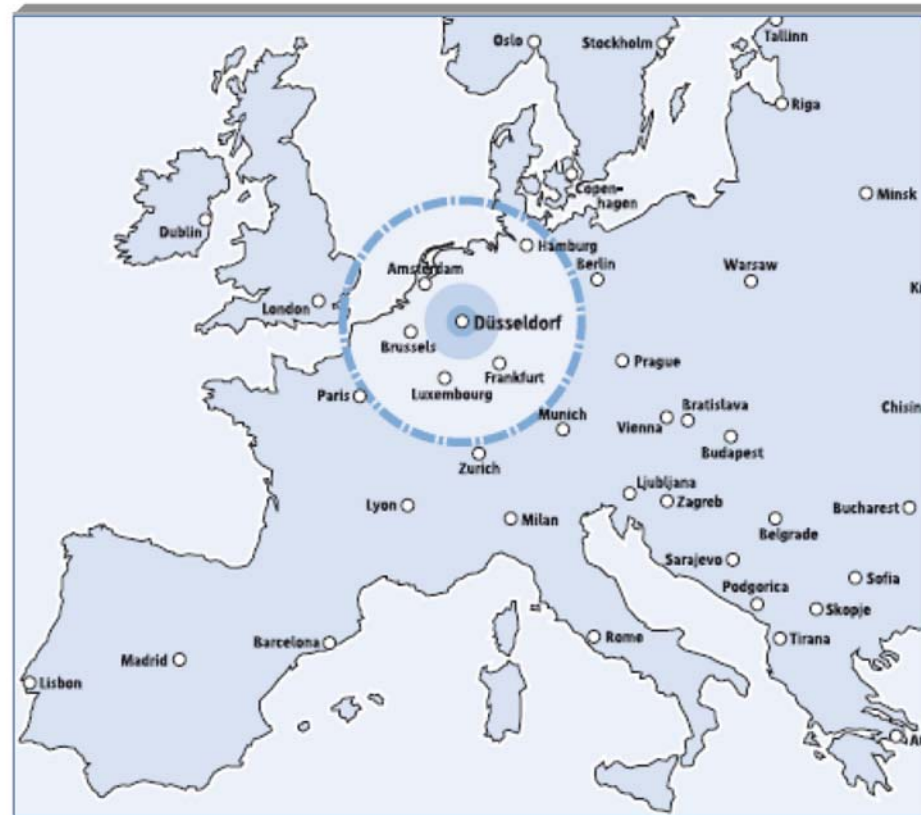 Oslo
Stockholm
Tallinn
Riga
Copen-
hagen
Minsk
Dublin
Hamburg
Berlin
Warsaw
Amsterdam
London
Düsseldorf
Brussels
Prague
Frankfurt
Luxembourg
Paris
Munich
Bratislava
Vienna
Chisin
Budapest
Zurich
Ljubljana
Zagreb
Lyon
Milan
Bucharest
Belgrade
Sarajevo
Sofia
Podgorica
Skopje
Rome
Tirana
Barcelona
Madrid
Lisbon